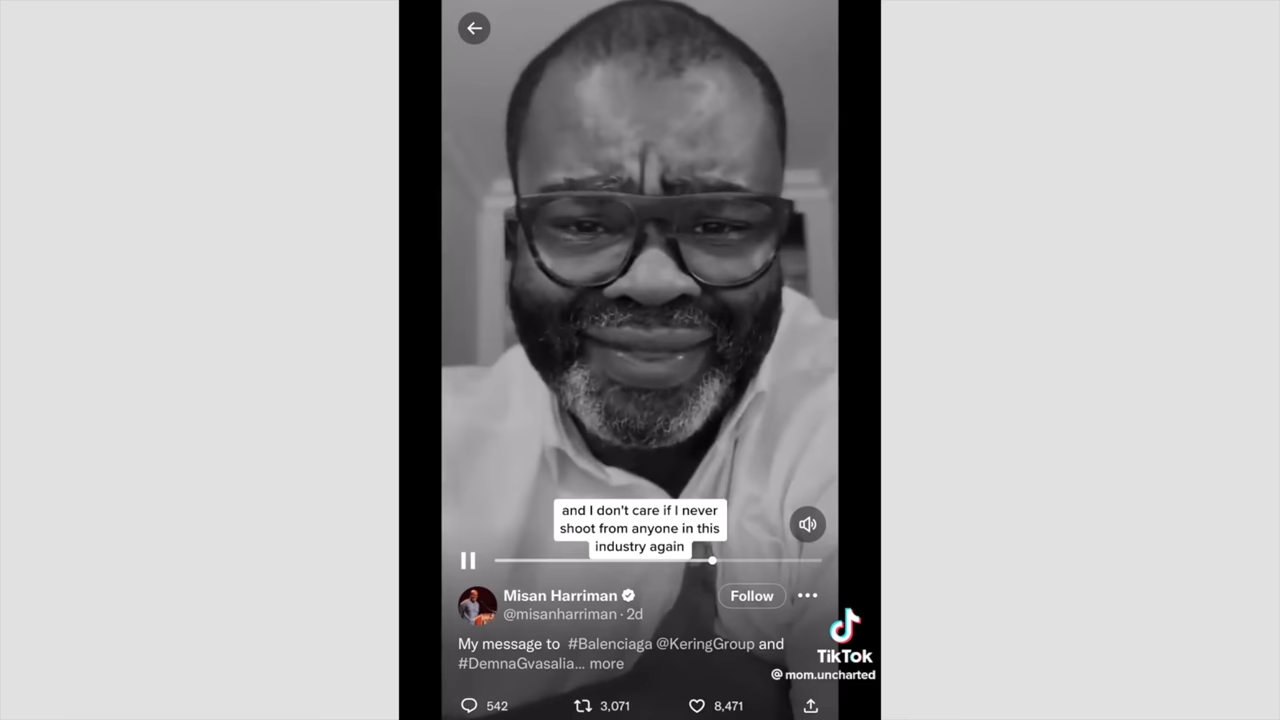 and I don't care if I never
shoot from anyone in this
industry again
Misan Harriman
Follow
@misanharriman · 2d
My message to #Balenciaga @KeringGroup and
#DemnaGvasalia... more
TikTok
@mom.uncharted
542
3,071
8,471